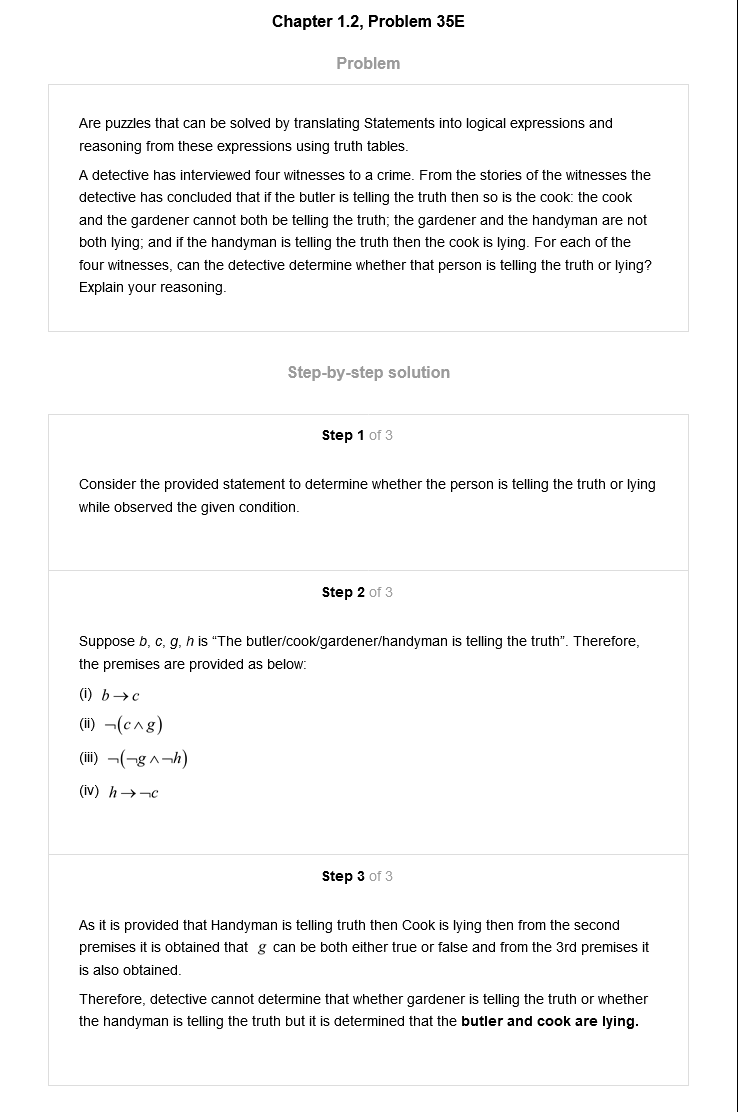 Chapter 1.2, Problem 35E
Problem
Are puzzles that can be solved by translating Statements into logical expressions and
reasoning from these expressions using truth tables.
A detective has interviewed four witnesses to a crime. From the stories of the witnesses the
detective has concluded that if the butler is telling the truth then so is the cook: the cook
and the gardener cannot both be telling the truth; the gardener and the handyman are not
both lying; and if the handyman is telling the truth then the cook is lying. For each of the
four witnesses, can the detective determine whether that person is telling the truth or lying?
Explain your reasoning.
Step-by-step solution
Step 1 of 3
Consider the provided statement to determine whether the person is telling the truth or lying
while observed the given condition.
Step 2 of 3
Suppose b, c, g, h is “The butler/cook/gardener/handyman is telling the truth”. Therefore,
the premises are provided as below:
(i) b→c
(ii) ¬(c∧g)
(iii) ¬(¬g∧¬h)
(iv) h→¬c
Step 3 of 3
As it is provided that Handyman is telling truth then Cook is lying then from the second
premises it is obtained that g can be both either true or false and from the 3rd premises it
is also obtained.
Therefore, detective cannot determine that whether gardener is telling the truth or whether
the handyman is telling the truth but it is determined that the butler and cook are lying.